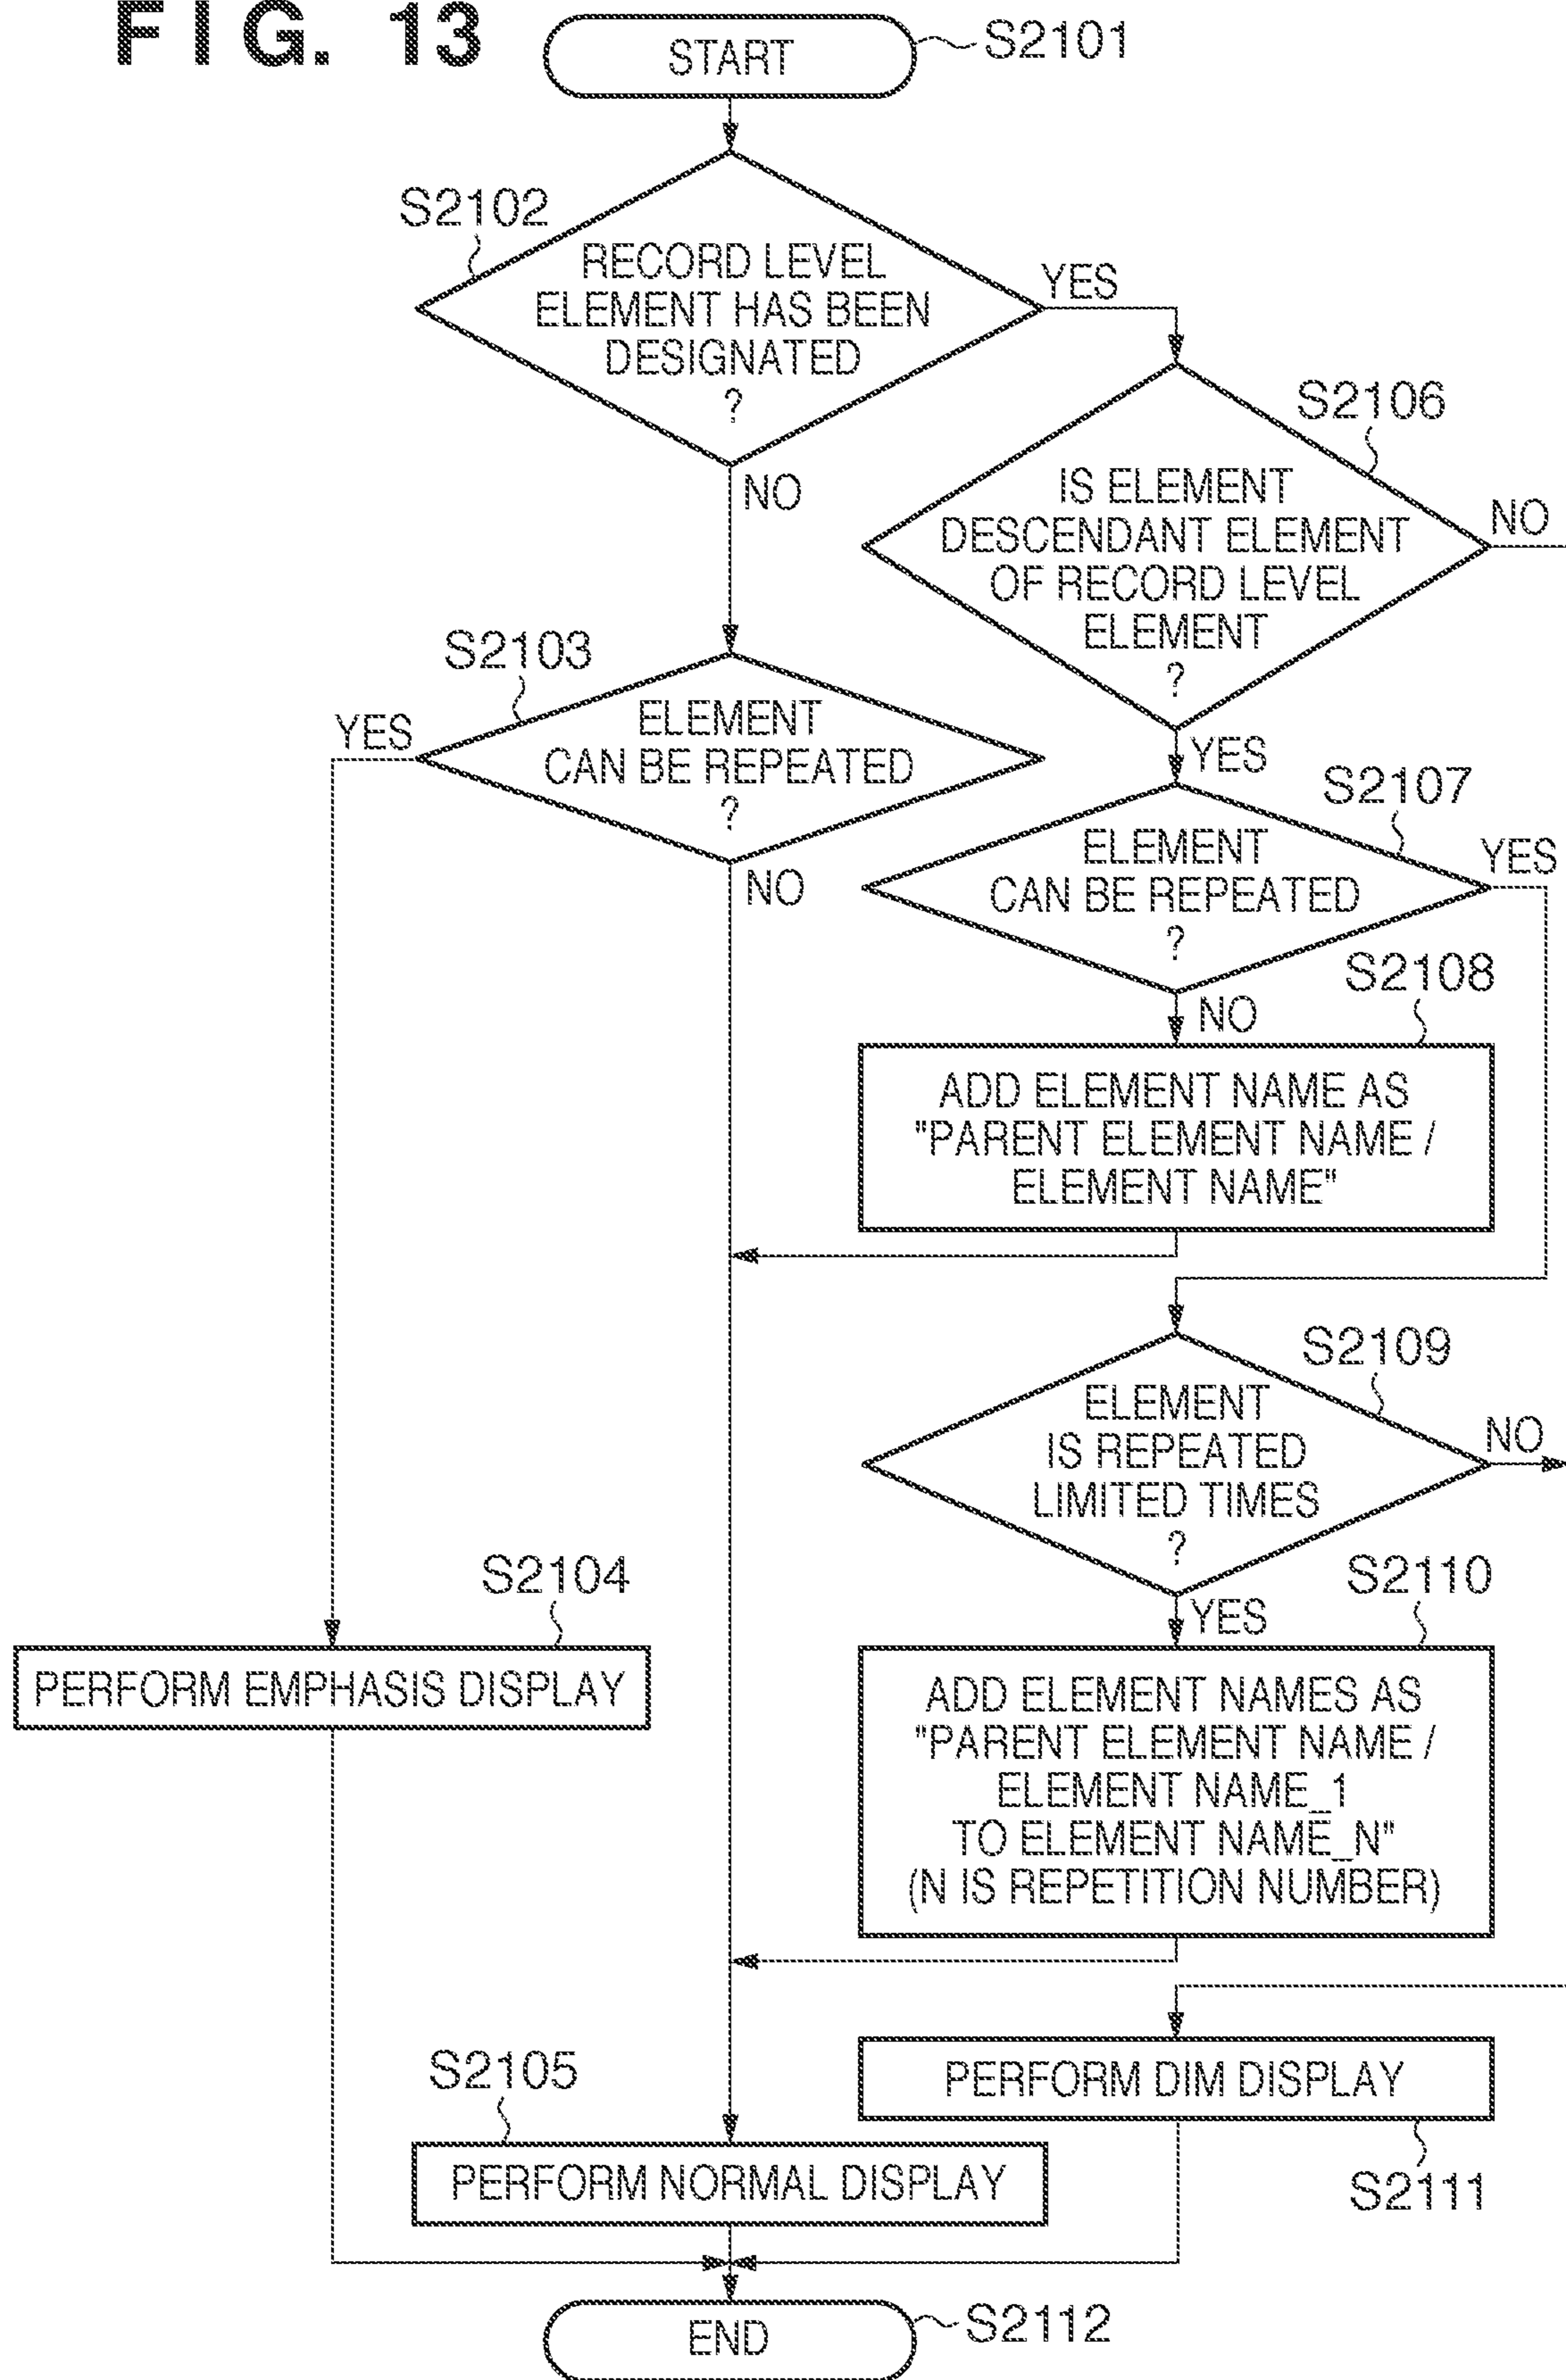 FIG. 13
START
S2101
S2102
RECORD LEVEL
ELEMENT HAS BEEN
DESIGNATED
?
YES
NO
S2106
IS ELEMENT
DESCENDANT ELEMENT
OF RECORD LEVEL
ELEMENT
?
NO
YES
S2103
ELEMENT
CAN BE REPEATED
?
YES
NO
S2107
ELEMENT
CAN BE REPEATED
?
YES
NO
S2108
ADD ELEMENT NAME AS
"PARENT ELEMENT NAME /
ELEMENT NAME"
S2109
ELEMENT
IS REPEATED
LIMITED TIMES
?
NO
YES
S2104
PERFORM EMPHASIS DISPLAY
S2110
ADD ELEMENT NAMES AS
"PARENT ELEMENT NAME /
ELEMENT NAME_1
TO ELEMENT NAME_N"
(N IS REPETITION NUMBER)
PERFORM DIM DISPLAY
S2111
S2105
PERFORM NORMAL DISPLAY
END
S2112